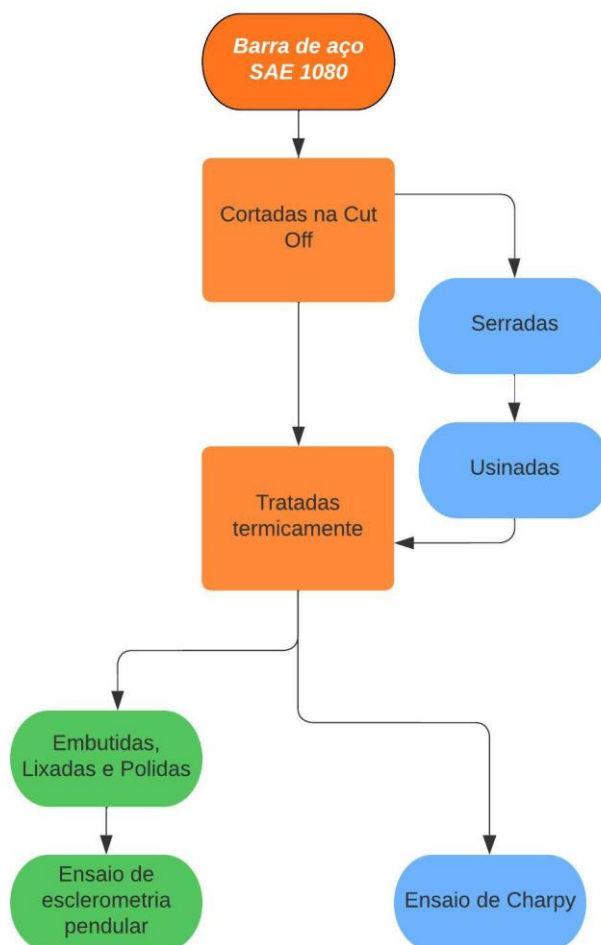 Barra de aço
SAE 1080
Cortadas na Cut
Off
Serradas
Usinadas
Tratadas
termicamente
Embutidas,
Lixadas e Polidas
Ensaio de
esclerometria
pendular
Ensaio de Charpy